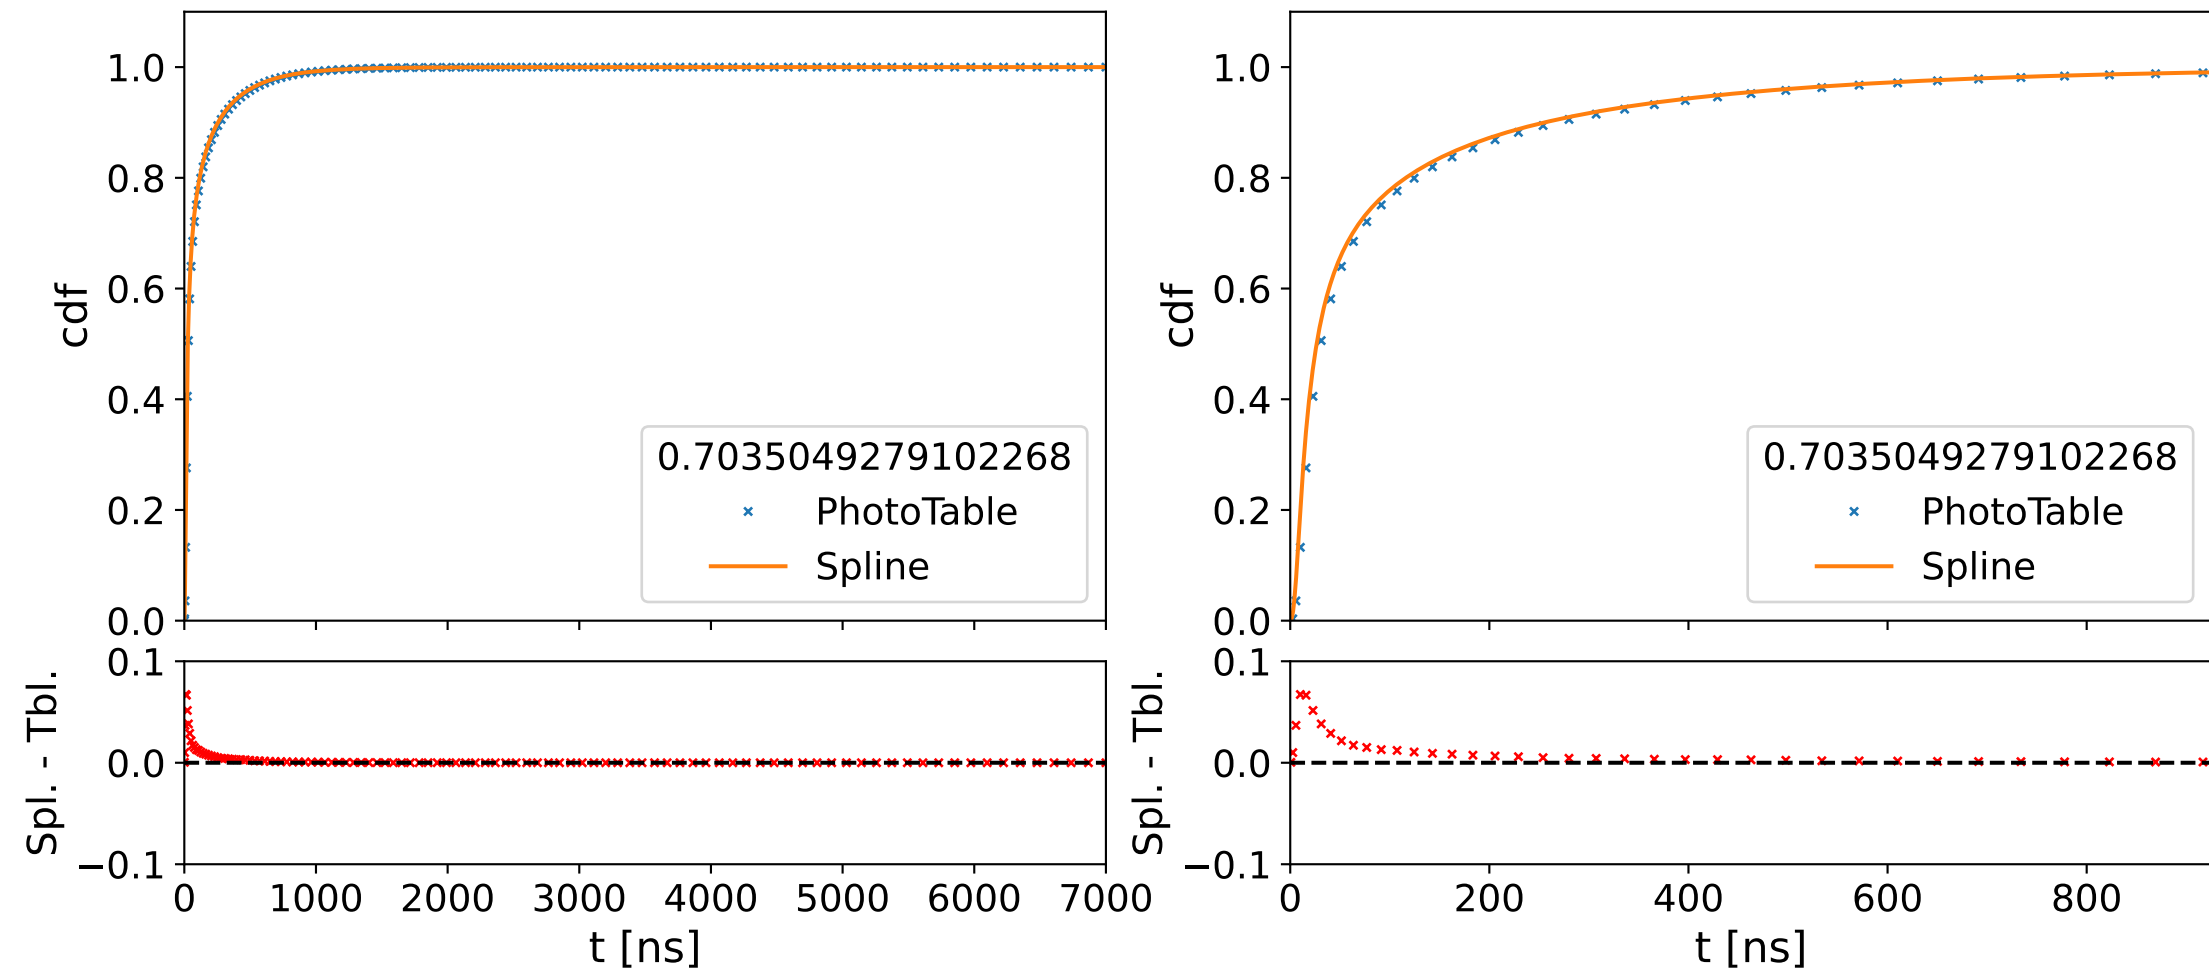 1.0
0.8
0.6
0.4
0.2
0.0
cdf
0.7035049279102268
PhotoTable
Spline
0.1
0.0
−0.1
Spl. - Tbl.
0 1000 2000 3000 4000 5000 6000 7000
t [ns]
1.0
0.8
0.6
0.4
0.2
0.0
cdf
0.7035049279102268
PhotoTable
Spline
0.1
0.0
−0.1
Spl. - Tbl.
0 200 400 600 800
t [ns]